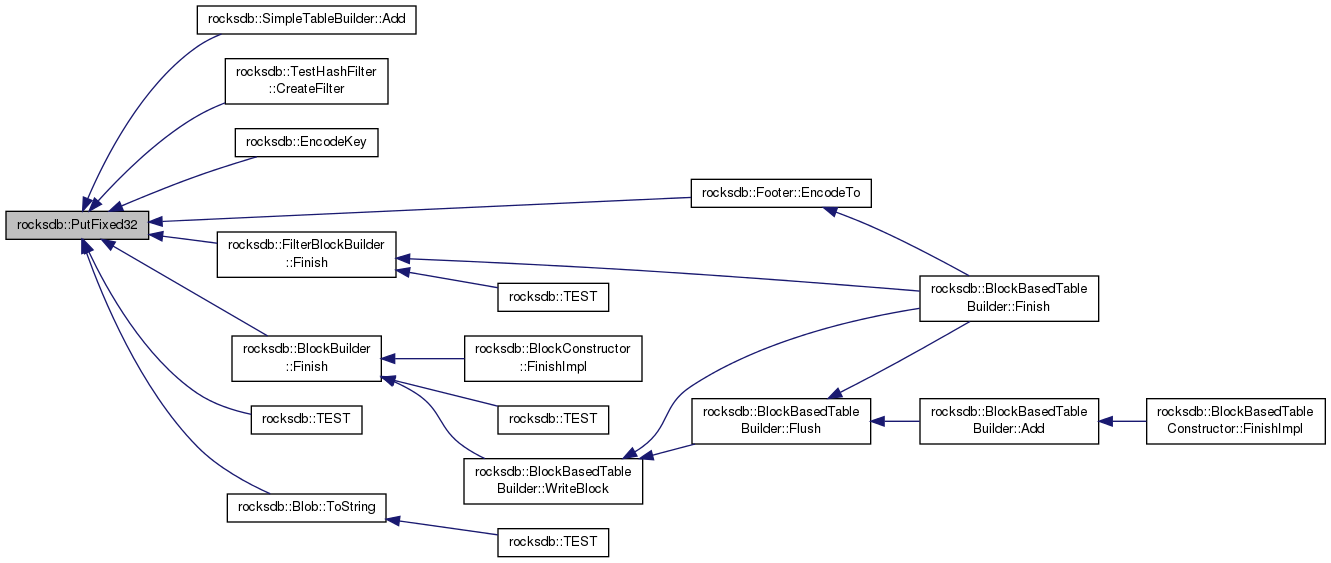 rocksdb::SimpleTableBuilder::Add
rocksdb::TestHashFilter
::CreateFilter
rocksdb::EncodeKey
rocksdb::Footer::EncodeTo
rocksdb::PutFixed32
rocksdb::FilterBlockBuilder
::Finish
rocksdb::TEST
rocksdb::BlockBasedTable
Builder::Finish
rocksdb::BlockBuilder
::Finish
rocksdb::BlockConstructor
::FinishImpl
rocksdb::TEST
rocksdb::TEST
rocksdb::BlockBasedTable
Builder::Flush
rocksdb::BlockBasedTable
Builder::Add
rocksdb::BlockBasedTable
Constructor::FinishImpl
rocksdb::BlockBasedTable
Builder::WriteBlock
rocksdb::Blob::ToString
rocksdb::TEST